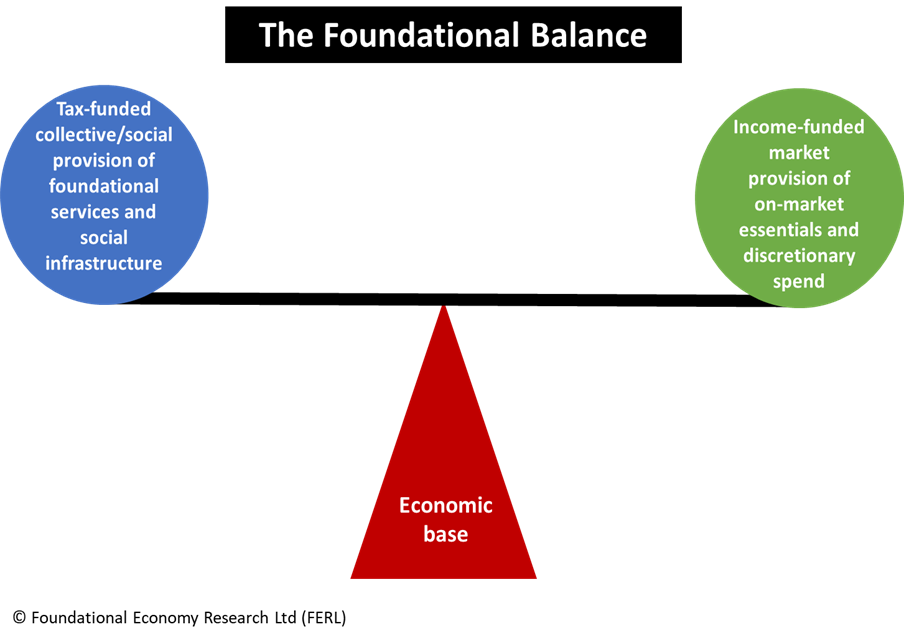 The Foundational Balance
Tax-funded
collective/social
provision of
foundational
services and
social
infrastructure
Income-funded
market
provision of
on-market
essentials and
discretionary
spend
Economic
base
© Foundational Economy Research Ltd (FERL)